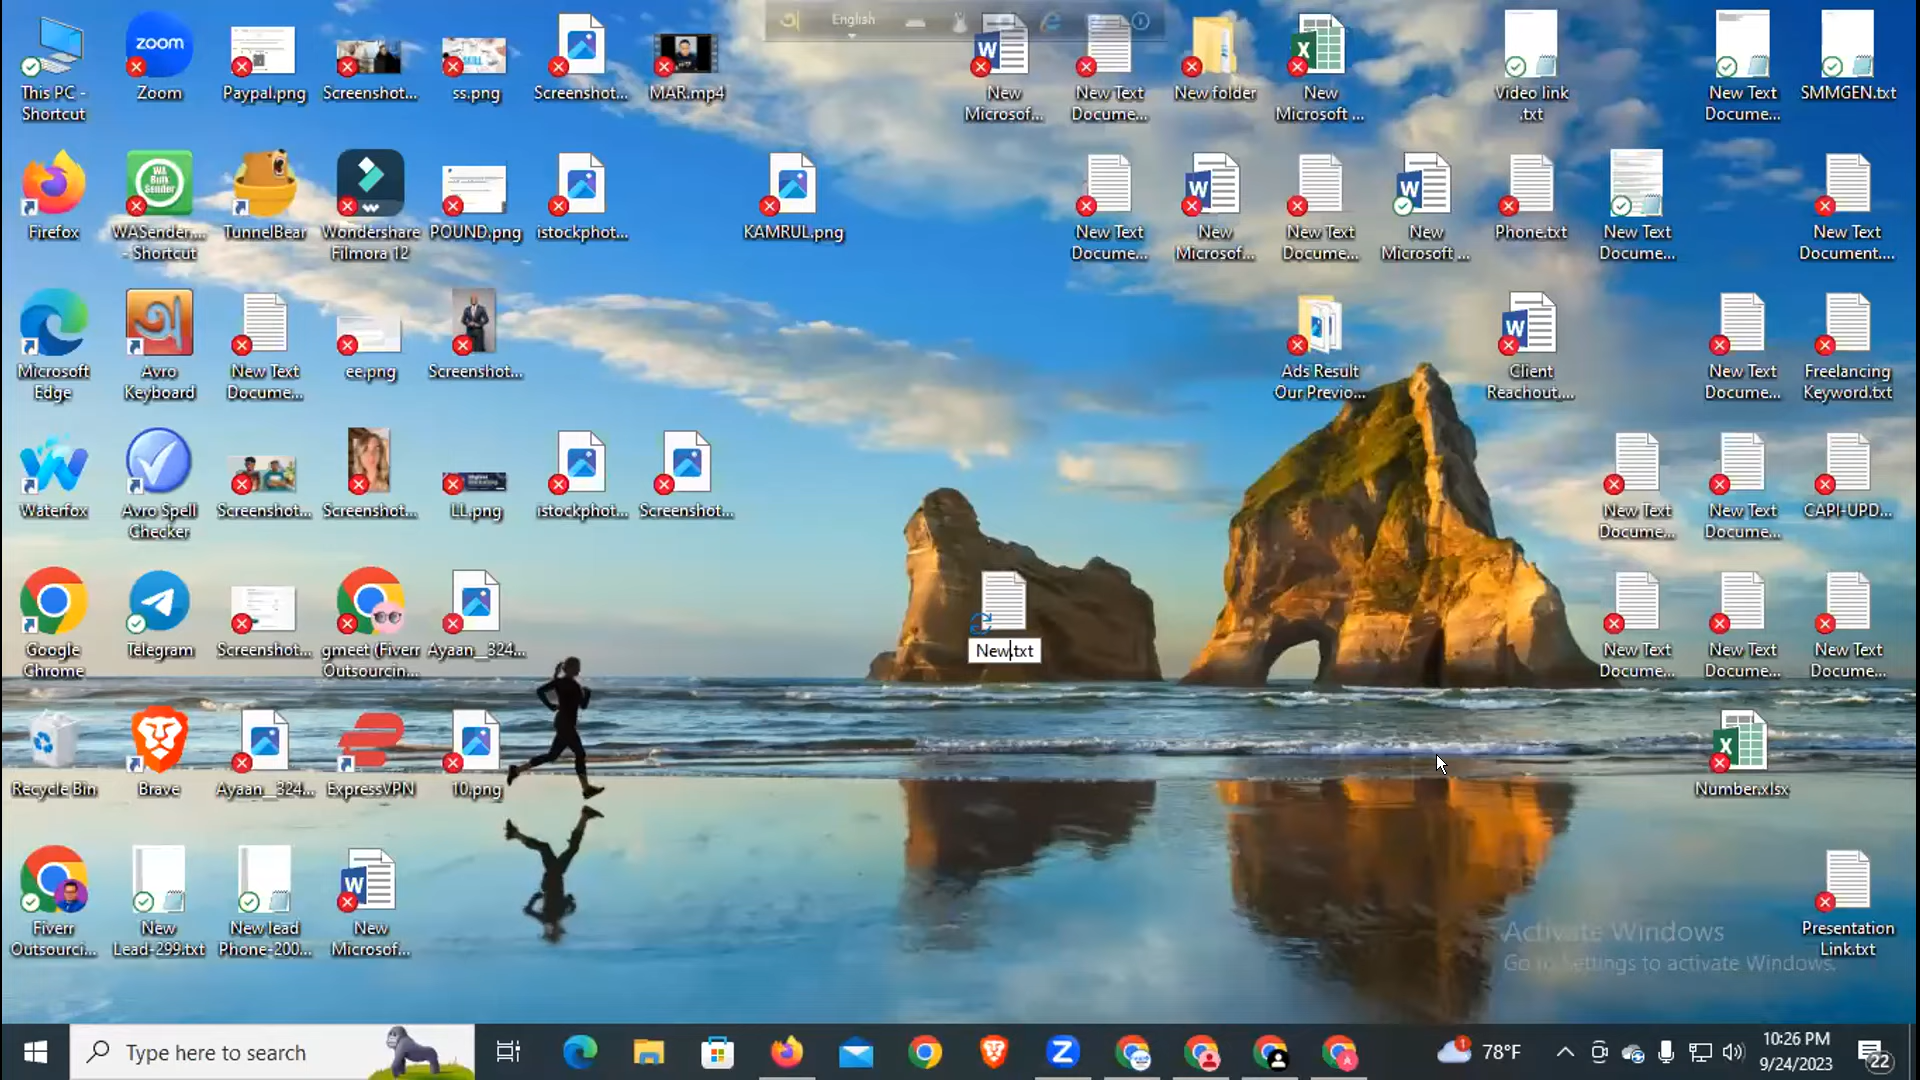 English
This PC -
Shortcut
zoom
Zoom
Paypal.png
Screenshot...
ss.png
Screenshot...
MAR.mp4
New
Microsof...
New Text
Docume...
New folder
New
Microsoft ...
Video link
.txt
New Text
Docume...
SMMGEN.txt
Firefox
WA
Bulk
Sender
WASender...
- Shortcut
TunnelBear
Wondershare
Filmora 12
POUND.png
istockphot...
KAMRUL.png
New Text
Docume...
New
Microsof...
New Text
Docume...
New
Microsoft ...
Phone.txt
New Text
Docume...
New Text
Document....
Microsoft
Edge
অ
Avro
Keyboard
New Text
Docume...
ee.png
Screenshot...
Ads Result
Our Previo...
Client
Reachout....
New Text
Docume...
Freelancing
Keyword.txt
Waterfox
Avro Spell
Checker
Screenshot...
Screenshot...
LL.png
istockphot...
Screenshot...
New Text
Docume...
New Text
Docume...
CAPI-UPD...
Google
Chrome
Telegram
Screenshot...
gmeet (Fiverr
Outsourcin...
Ayaan__324...
New.txt
New Text
Docume...
New Text
Docume...
New Text
Docume...
Recycle Bin
Brave
Ayaan__324...
ExpressVPN
10.png
Number.xlsx
Fiverr
Outsourci...
New
Lead-299.txt
New lead
Phone-200...
New
Microsof...
Presentation
Link.txt
Activate Windows
Go to Settings to activate Windows.
Type here to search
1
78°F
10:26 PM
9/24/2023
22